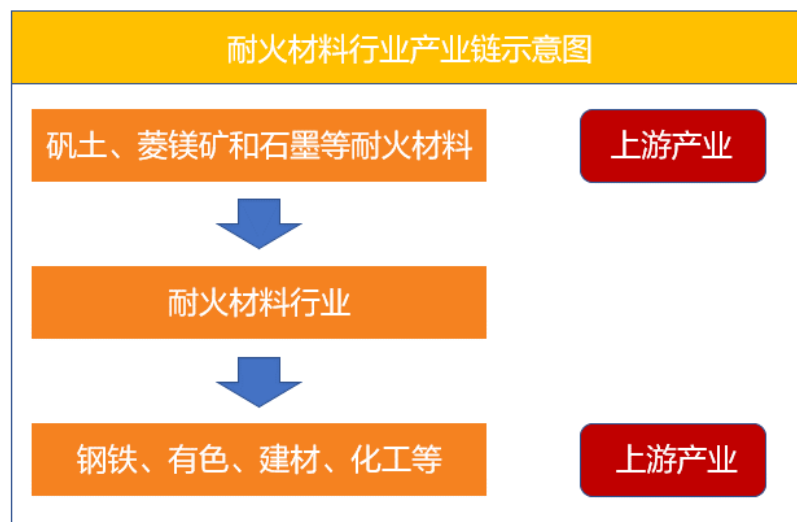 耐火材料行业产业链示意图
矾土、菱镁矿和石墨等耐火材料
上游产业
耐火材料行业
钢铁、有色、建材、化工等
上游产业